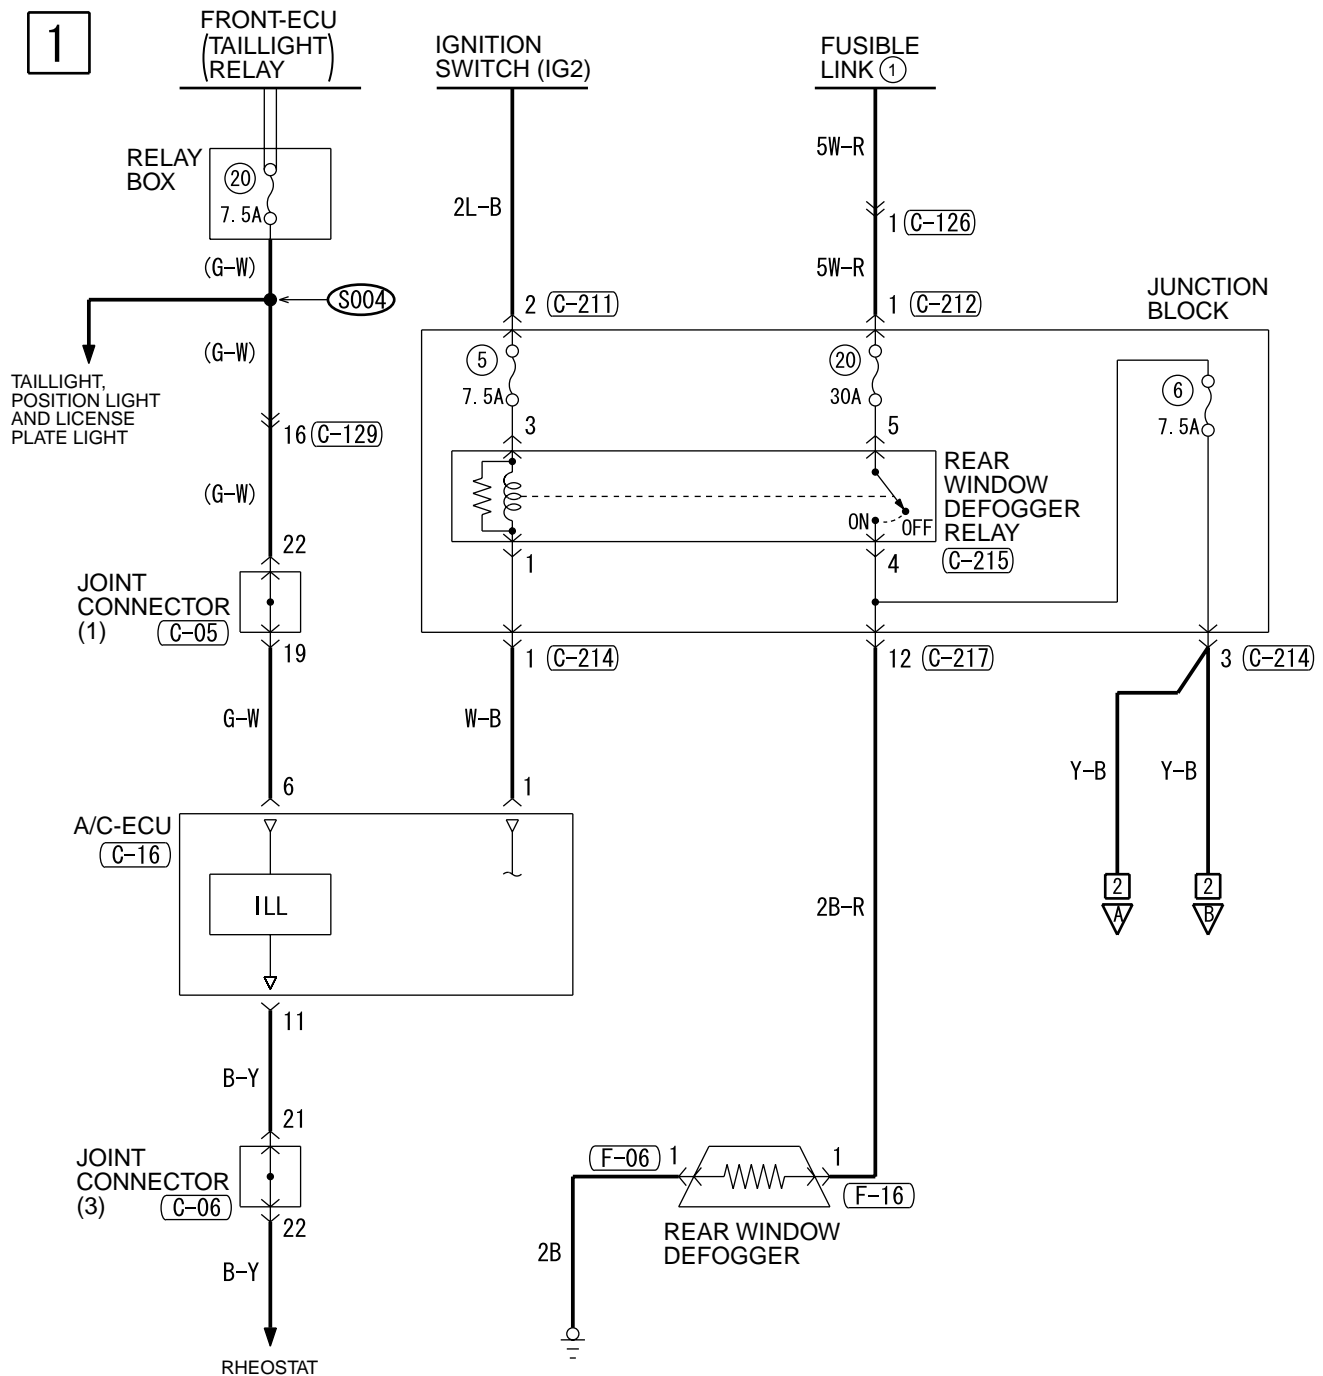 1
FRONT-ECU
(TAILLIGHT
RELAY)
IGNITION
SWITCH (IG2)
FUSIBLE
LINK ①
RELAY
BOX
20
7.5A
2L-B
5W-R
1 C-126
5W-R
(G-W)
S004
2 C-211
1 C-212
JUNCTION
BLOCK
(G-W)
TAILLIGHT,
POSITION LIGHT
AND LICENSE
PLATE LIGHT
5
7.5A
20
30A
6
7.5A
16 C-129
3
5
(G-W)
REAR
WINDOW
DEFOGGER
RELAY
C-215
ON
OFF
22
1
4
JOINT
CONNECTOR
(1) C-05
19
1 C-214
12 C-217
3 C-214
G-W
W-B
Y-B
Y-B
6
1
A/C-ECU
C-16
ILL
2B-R
2
2
A
B
11
B-Y
21
JOINT
CONNECTOR
(3) C-06
22
F-06 1
1
F-16
REAR WINDOW
DEFOGGER
2B
B-Y
RHEOSTAT